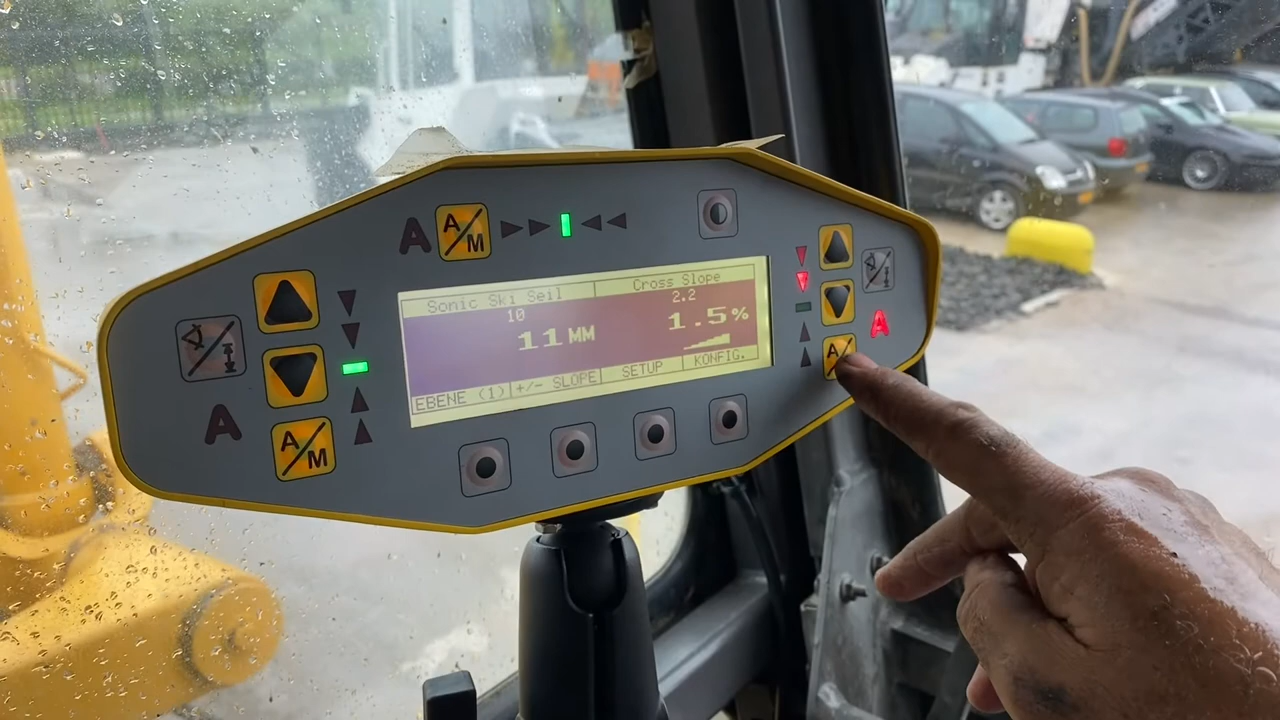 A A/M
Sonic Ski Seil Cross Slope
10 2.2
11 MM 1.5%
EBENE (1) +/- SLOPE SETUP KONFIG.
A A/M
A
A/